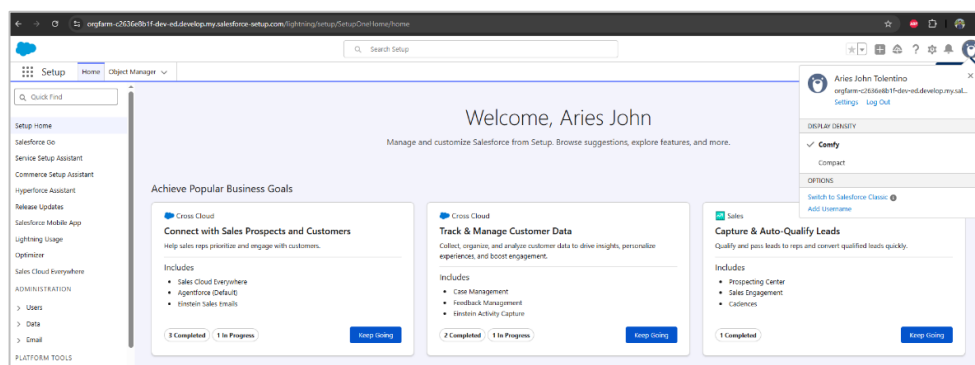 orgfarm-c2636e8b1f-dev-ed.develop.my.salesforce-setup.com/lightning/setup/SetupOneHome/home
Search Setup
Setup
Home
Object Manager
Quick Find
Setup Home
Salesforce Go
Service Setup Assistant
Commerce Setup Assistant
Hyperforce Assistant
Release Updates
Salesforce Mobile App
Lightning Usage
Optimizer
Sales Cloud Everywhere
ADMINISTRATION
Users
Data
Email
PLATFORM TOOLS
Welcome, Aries John
Manage and customize Salesforce from Setup. Browse suggestions, explore features, and more.
Achieve Popular Business Goals
Cross Cloud
Connect with Sales Prospects and Customers
Help sales reps prioritize and engage with customers.
Includes
• Sales Cloud Everywhere
• Agentforce (Default)
• Einstein Sales Emails
3 Completed
1 In Progress
Keep Going
Cross Cloud
Track & Manage Customer Data
Collect, organize, and analyze customer data to drive insights, personalize
experiences, and boost engagement.
Includes
• Case Management
• Feedback Management
• Einstein Activity Capture
2 Completed
1 In Progress
Keep Going
Sales
Capture & Auto-Qualify Leads
Qualify and pass leads to reps and convert qualified leads quickly.
Includes
• Prospecting Center
• Sales Engagement
• Cadences
1 Completed
Keep Going
Aries John Tolentino
orgfarm-c2636e8b1f-dev-ed.develop.my.sal...
Settings
Log Out
DISPLAY DENSITY
Comfy
Compact
OPTIONS
Switch to Salesforce Classic
Add Username